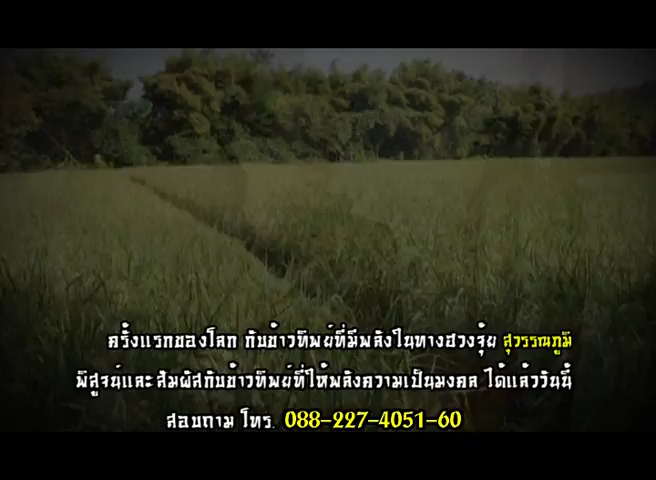 ครั้งแรกของโลก กับข้าวทิพย์ที่มีพลังในทางฮวงจุ้ย สุวรรณภูมิ
พิสูจน์และสัมผัสกับข้าวทิพย์ที่ให้พลังความเป็นมงคล ได้แล้ววันนี้
สอบถาม โทร. 088-227-4051-60